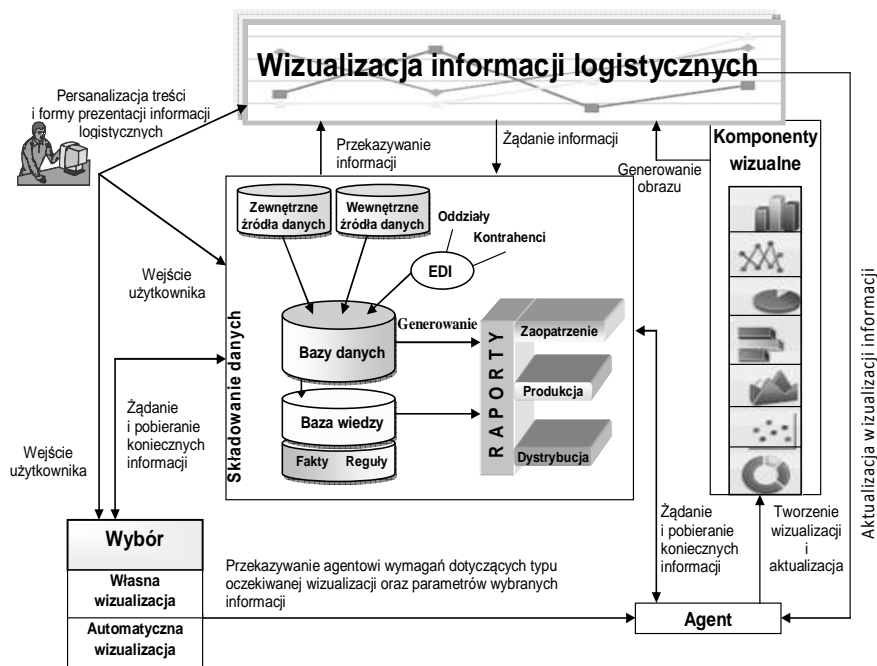 Wizualizacja informacji logistycznych
Persanalizacja treści
i formy prezentacji informacji
logistycznych
Przekazywanie
informacji
Żądanie informacji
Generowanie
obrazu
Komponenty
wizualne
Zewnętrzne
źródła danych
Wewnętrzne
źródła danych
Oddziały
Kontrahenci
EDI
Wejście
użytkownika
Składowanie danych
Bazy danych
Generowanie
RAPORTY
Zaopatrzenie
Produkcja
Dystrybucja
Baza wiedzy
Fakty Reguły
Aktualizacja wizualizacji informacji
Żądanie
i pobieranie
koniecznych
informacji
Wejście
użytkownika
Żądanie
i pobieranie
koniecznych
informacji
Tworzenie
wizualizacji
i
aktualizacja
Wybór
Własna
wizualizacja
Automatyczna
wizualizacja
Przekazywanie agentowi wymagań dotyczących typu
oczekiwanej wizualizacji oraz parametrów wybranych
informacji
Agent